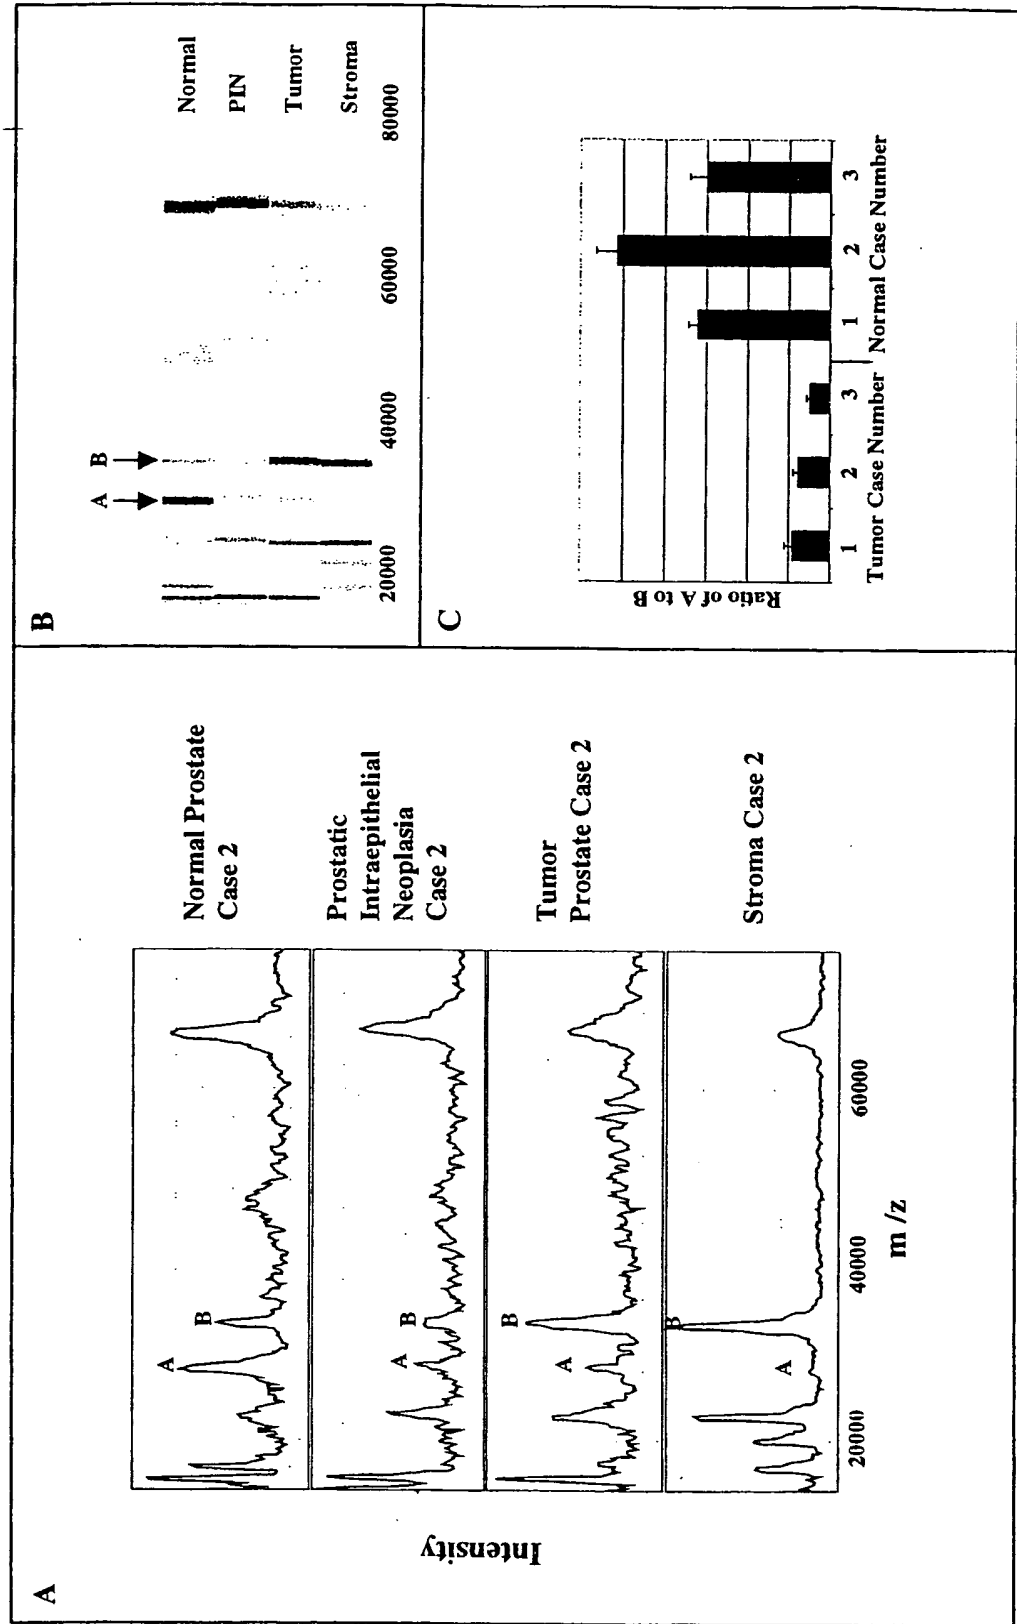 A
Intensity
Normal Prostate
Case 2
A
B
Prostatic
Intraepithelial
Neoplasia
Case 2
A
B
Tumor
Prostate Case 2
A
B
Stroma Case 2
A
B
20000
40000
60000
m /z
B
A
B
Normal
PIN
Tumor
Stroma
20000
40000
60000
80000
C
Ratio of A to B
1
2
3
1
2
3
Tumor Case Number
Normal Case Number